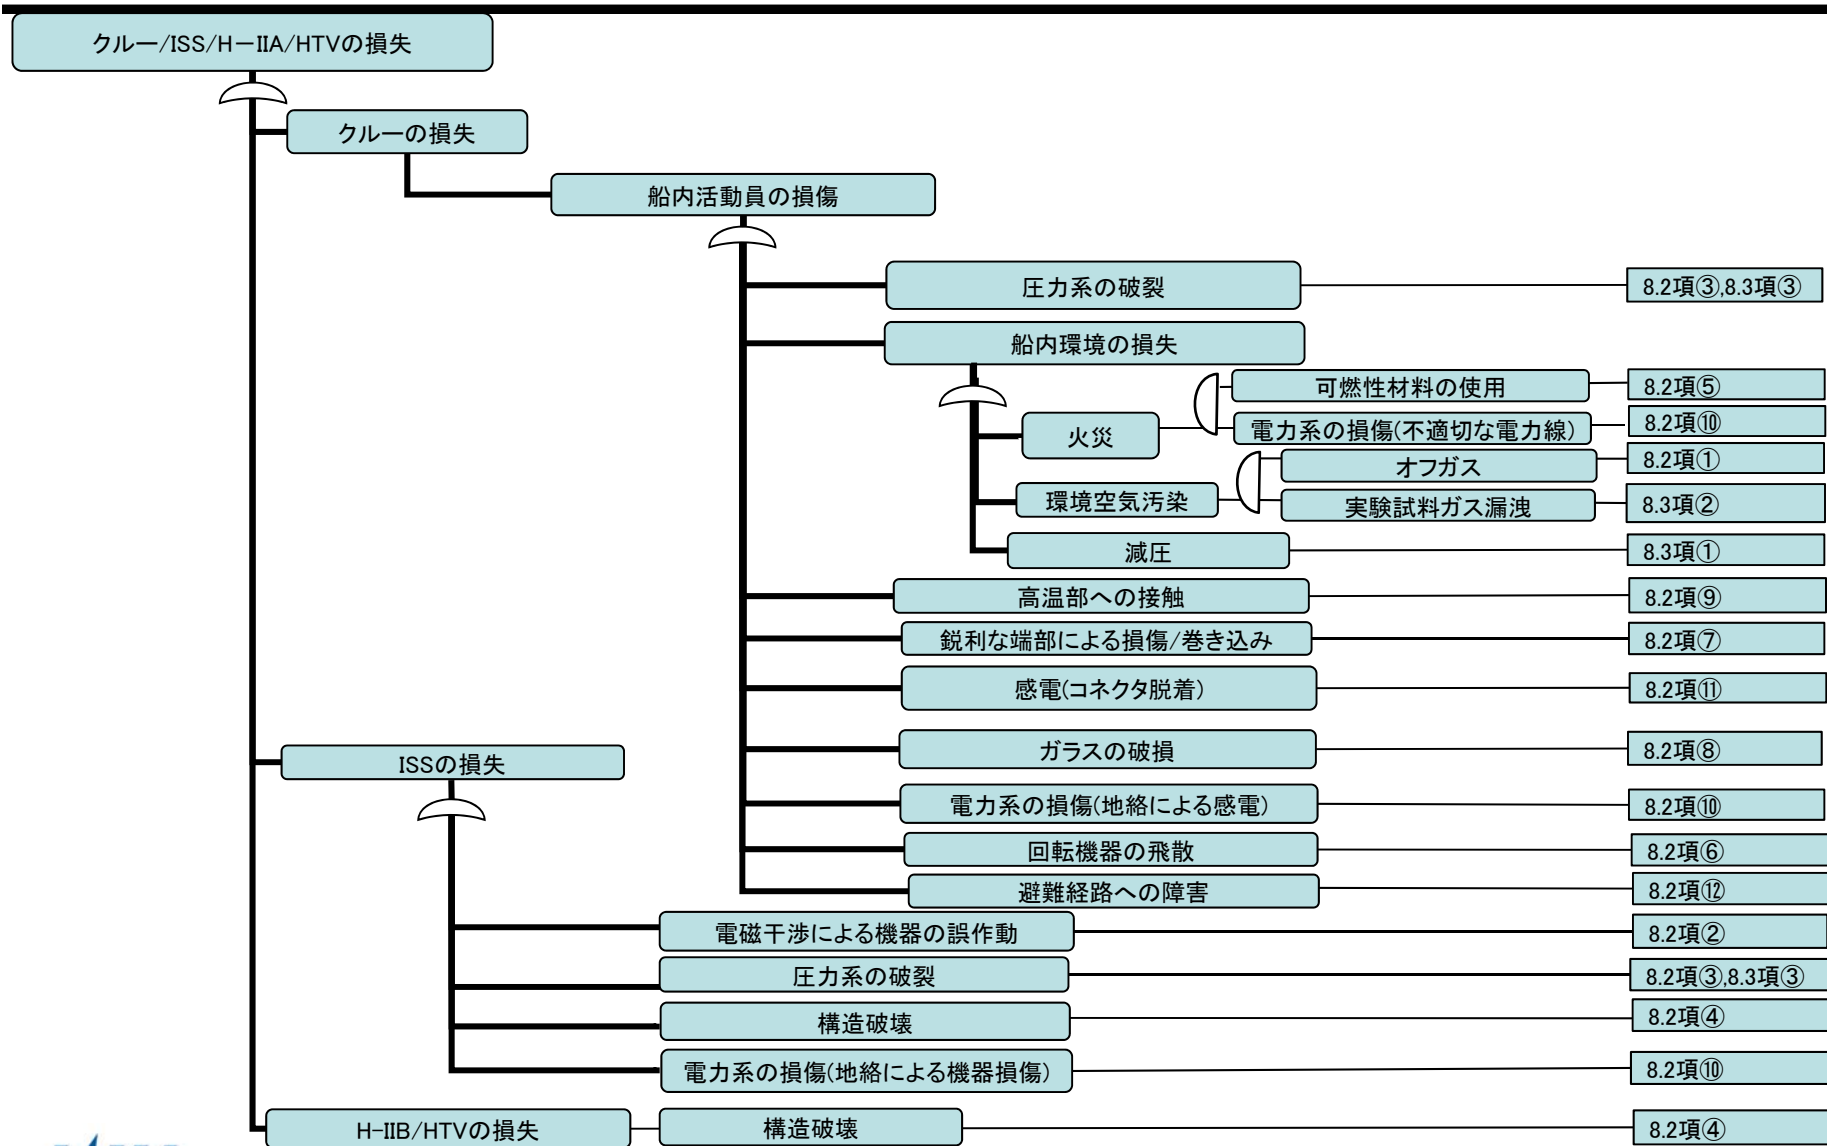 クルー/ISS/H－IIA/HTVの損失
クルーの損失
船内活動員の損傷
圧力系の破裂
8.2項③,8.3項③
船内環境の損失
可燃性材料の使用
8.2項⑤
火災
電力系の損傷(不適切な電力線)
8.2項⑩
オフガス
8.2項①
環境空気汚染
実験試料ガス漏洩
8.3項②
減圧
8.3項①
高温部への接触
8.2項⑨
鋭利な端部による損傷/巻き込み
8.2項⑦
感電(コネクタ脱着)
8.2項⑪
ガラスの破損
8.2項⑧
ISSの損失
電力系の損傷(地絡による感電)
8.2項⑩
回転機器の飛散
8.2項⑥
避難経路への障害
8.2項⑫
電磁干渉による機器の誤作動
8.2項②
圧力系の破裂
8.2項③,8.3項③
構造破壊
8.2項④
電力系の損傷(地絡による機器損傷)
8.2項⑩
H-IIB/HTVの損失
構造破壊
8.2項④